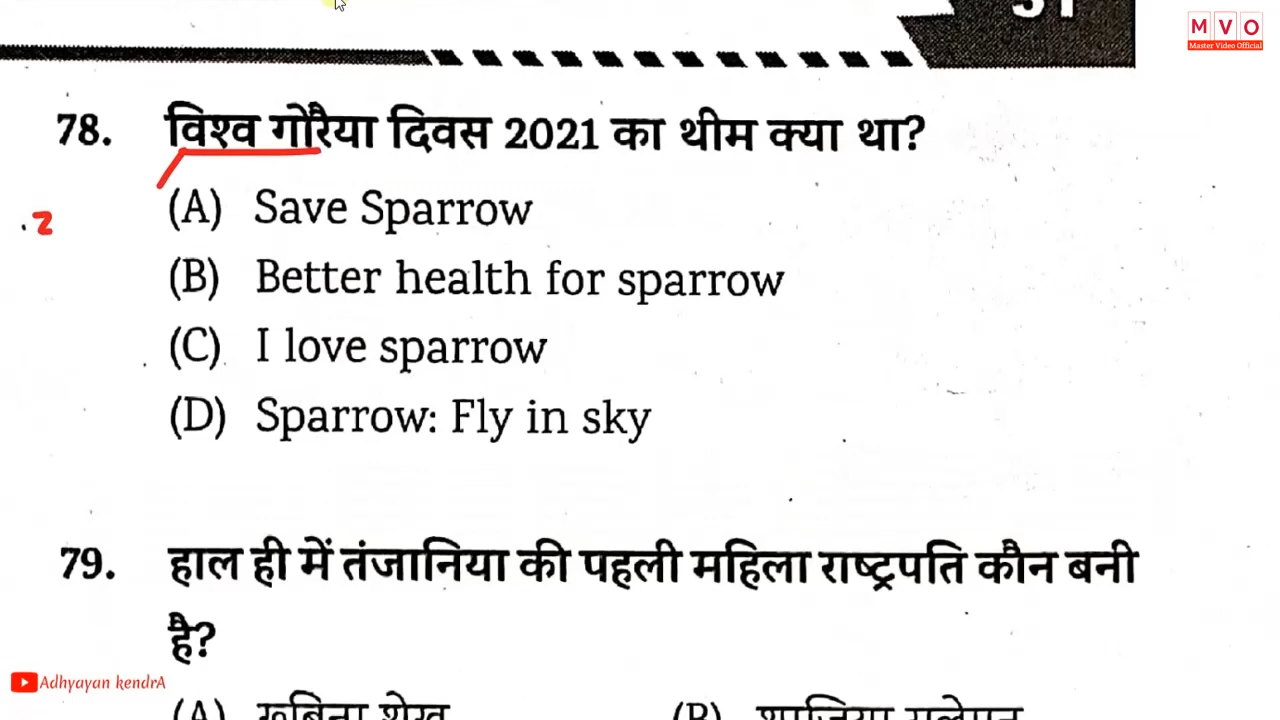 31
M V O
Master Video Official
78. विश्व गोरैया दिवस 2021 का थीम क्या था?
(A) Save Sparrow
. z
(B) Better health for sparrow
(C) I love sparrow
(D) Sparrow: Fly in sky
79. हाल ही में तंजानिया की पहली महिला राष्ट्रपति कौन बनी
है?
Adhyayan kendrA
(A) रूबिना शेख (B)